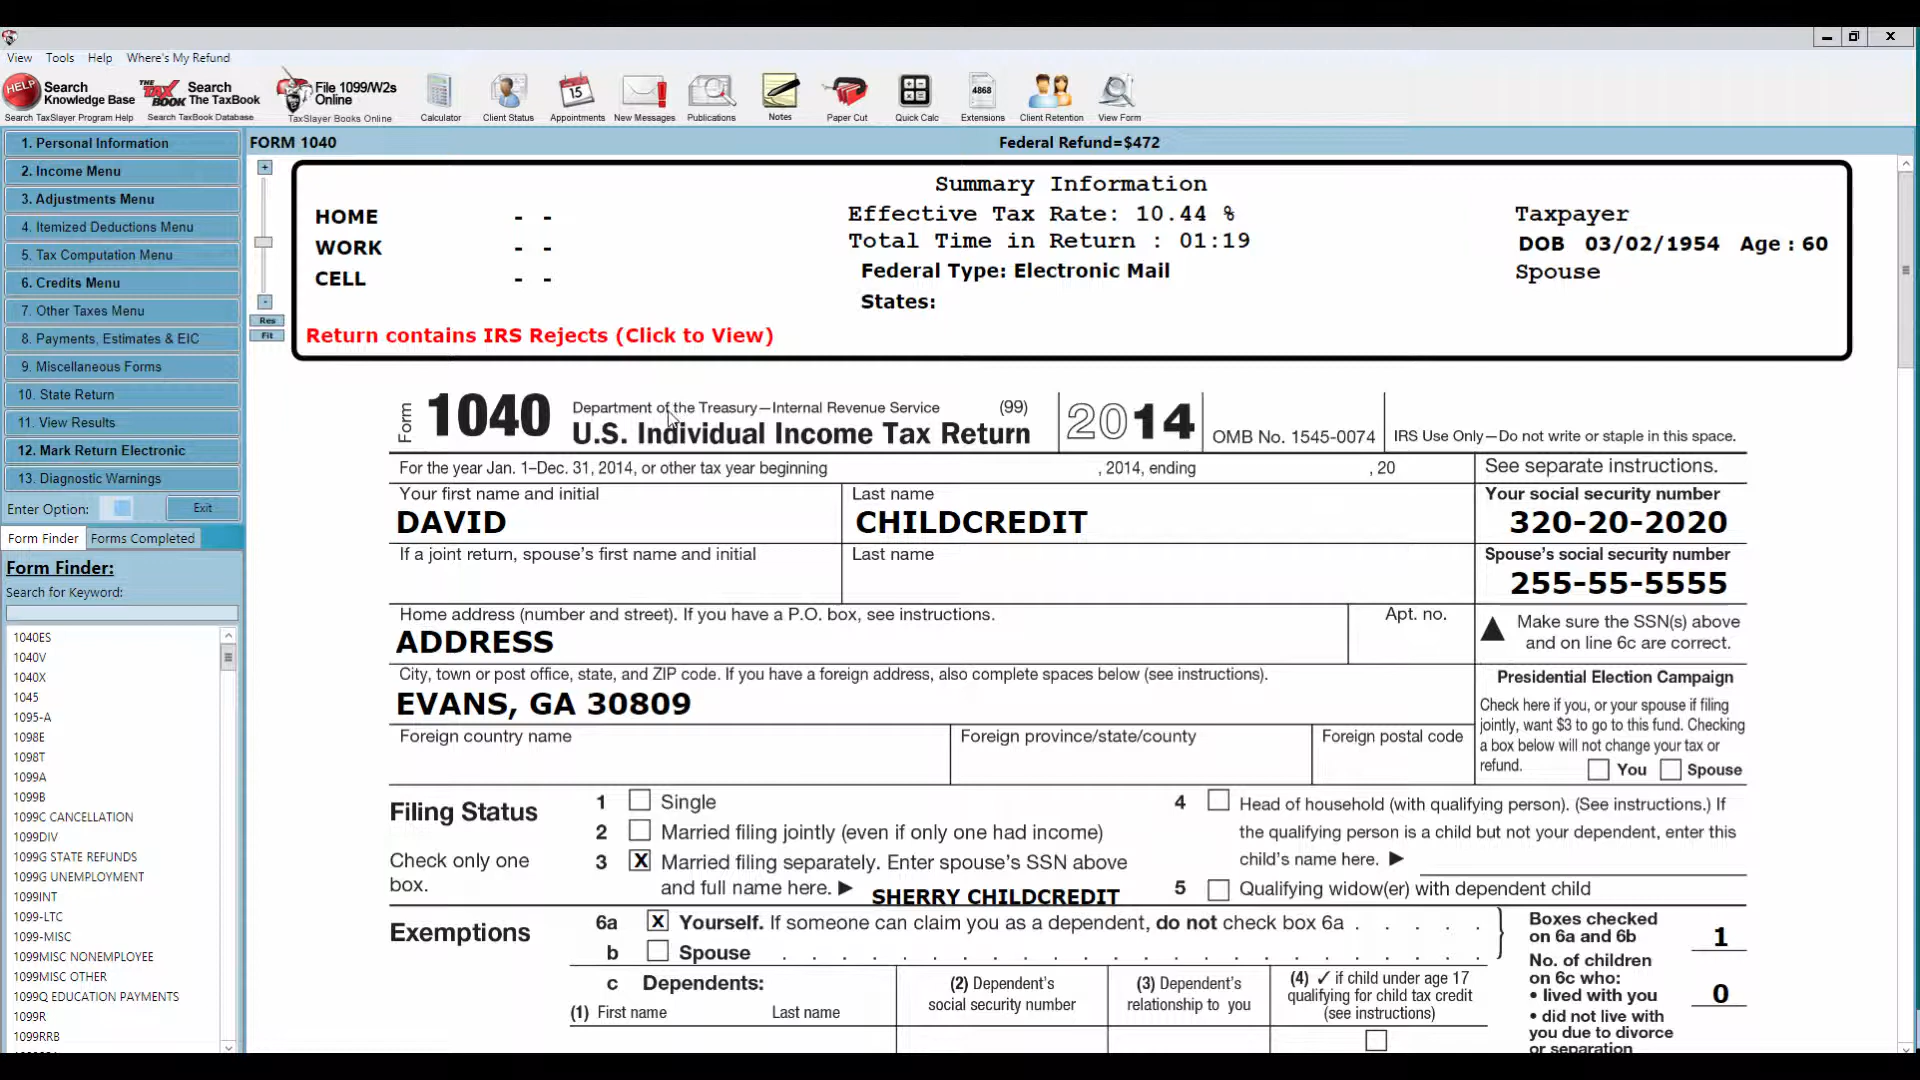 View Tools Help Where's My Refund
HELP Search Knowledge Base
Search TaxSlayer Program Help
THE TAX BOOK Search The TaxBook
Search TaxBook Database
File 1099/W2s Online
TaxSlayer Books Online
Calculator
Client Status
15
Appointments
New Messages
Publications
Notes
Paper Cut
Quick Calc
4868
Extensions
Client Retention
View Form
1. Personal Information
2. Income Menu
3. Adjustments Menu
4. Itemized Deductions Menu
5. Tax Computation Menu
6. Credits Menu
7. Other Taxes Menu
8. Payments, Estimates & EIC
9. Miscellaneous Forms
10. State Return
11. View Results
12. Mark Return Electronic
13. Diagnostic Warnings
Enter Option: Exit
Form Finder Forms Completed
Form Finder:
Search for Keyword:
1040ES
1040V
1040X
1045
1095-A
1098E
1098T
1099A
1099B
1099C CANCELLATION
1099DIV
1099G STATE REFUNDS
1099G UNEMPLOYMENT
1099INT
1099-LTC
1099-MISC
1099MISC NONEMPLOYEE
1099MISC OTHER
1099Q EDUCATION PAYMENTS
1099R
1099RRB
FORM 1040 Federal Refund=$472
+
-
Res
Fit
Summary Information
HOME - -
WORK - -
CELL - -
Effective Tax Rate: 10.44 %
Total Time in Return : 01:19
Federal Type: Electronic Mail
States:
Taxpayer
DOB 03/02/1954 Age : 60
Spouse
Return contains IRS Rejects (Click to View)
Form 1040 Department of the Treasury—Internal Revenue Service (99)
U.S. Individual Income Tax Return
2014
OMB No. 1545-0074
IRS Use Only—Do not write or staple in this space.
For the year Jan. 1–Dec. 31, 2014, or other tax year beginning , 2014, ending , 20
See separate instructions.
Your first name and initial Last name Your social security number
DAVID CHILDCREDIT 320-20-2020
If a joint return, spouse's first name and initial Last name Spouse's social security number
255-55-5555
Home address (number and street). If you have a P.O. box, see instructions. Apt. no.
ADDRESS
▲ Make sure the SSN(s) above
and on line 6c are correct.
City, town or post office, state, and ZIP code. If you have a foreign address, also complete spaces below (see instructions).
EVANS, GA 30809
Foreign country name Foreign province/state/county Foreign postal code
Presidential Election Campaign
Check here if you, or your spouse if filing
jointly, want $3 to go to this fund. Checking
a box below will not change your tax or
refund. You Spouse
Filing Status
Check only one
box.
1 Single
2 Married filing jointly (even if only one had income)
3 X Married filing separately. Enter spouse's SSN above
and full name here. ▶ SHERRY CHILDCREDIT
4 Head of household (with qualifying person). (See instructions.) If
the qualifying person is a child but not your dependent, enter this
child's name here. ▶
5 Qualifying widow(er) with dependent child
Exemptions
6a X Yourself. If someone can claim you as a dependent, do not check box 6a . . . . .
b Spouse . . . . . . . . . . . . . . . . . . .
c Dependents:
(1) First name Last name
(2) Dependent's
social security number
(3) Dependent's
relationship to you
(4) ✓ if child under age 17
qualifying for child tax credit
(see instructions)
Boxes checked
on 6a and 6b 1
No. of children
on 6c who:
• lived with you 0
• did not live with
you due to divorce
or separation